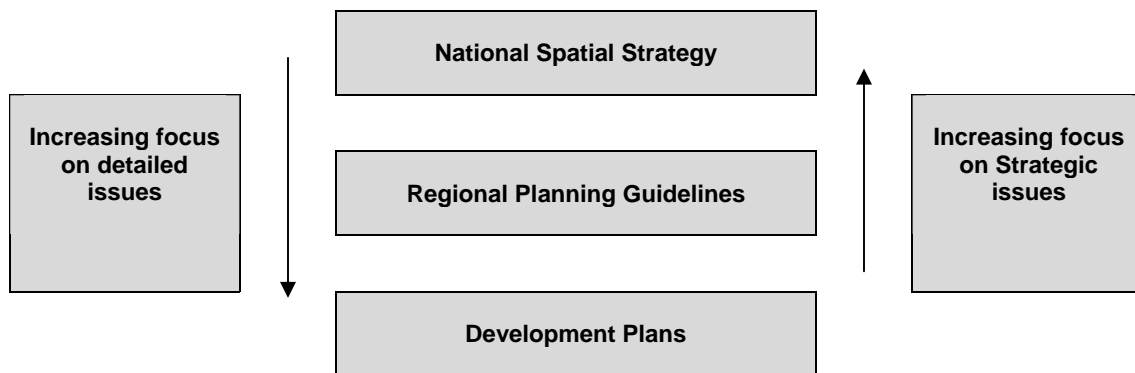 National Spatial Strategy
Increasing focus
on detailed
issues
Regional Planning Guidelines
Increasing focus
on Strategic
issues
Development Plans